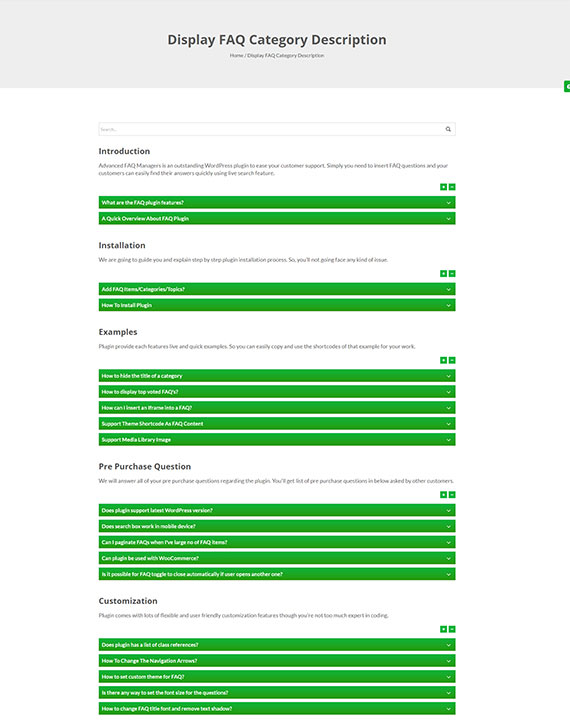 Display FAQ Category Description
Home / Display FAQ Category Description
Search...
Introduction
Advanced FAQ Managers is an outstanding WordPress plugin to ease your customer support. Simply you need to insert FAQ questions and your
customers can easily find their answers quickly using live search feature.
What are the FAQ plugin features?
A Quick Overview About FAQ Plugin
Installation
We are going to guide you and explain step by step plugin installation process. So, you'll not going face any kind of issue.
Add FAQ Items/Categories/Topics?
How To Install Plugin
Examples
Plugin provide each features live and quick examples. So you can easily copy and use the shortcodes of that example for your work.
How to hide the title of a category
How to display top voted FAQ's?
How can I insert an iframe into a FAQ?
Support Theme Shortcode As FAQ Content
Support Media Library Image
Pre Purchase Question
We will answer all of your pre purchase questions regarding the plugin. You'll get list of pre purchase questions in below asked by other customers.
Does plugin support latest WordPress version?
Does search box work in mobile device?
Can I paginate FAQs when I've large no of FAQ items?
Can plugin be used with WooCommerce?
Is it possible for FAQ toggle to close automatically if user opens another one?
Customization
Plugin comes with lots of flexible and user friendly customization features though you're not too much expert in coding.
Does plugin has a list of class references?
How To Change The Navigation Arrows?
How to set custom theme for FAQ?
Is there any way to set the font size for the questions?
How to change FAQ title font and remove text shadow?